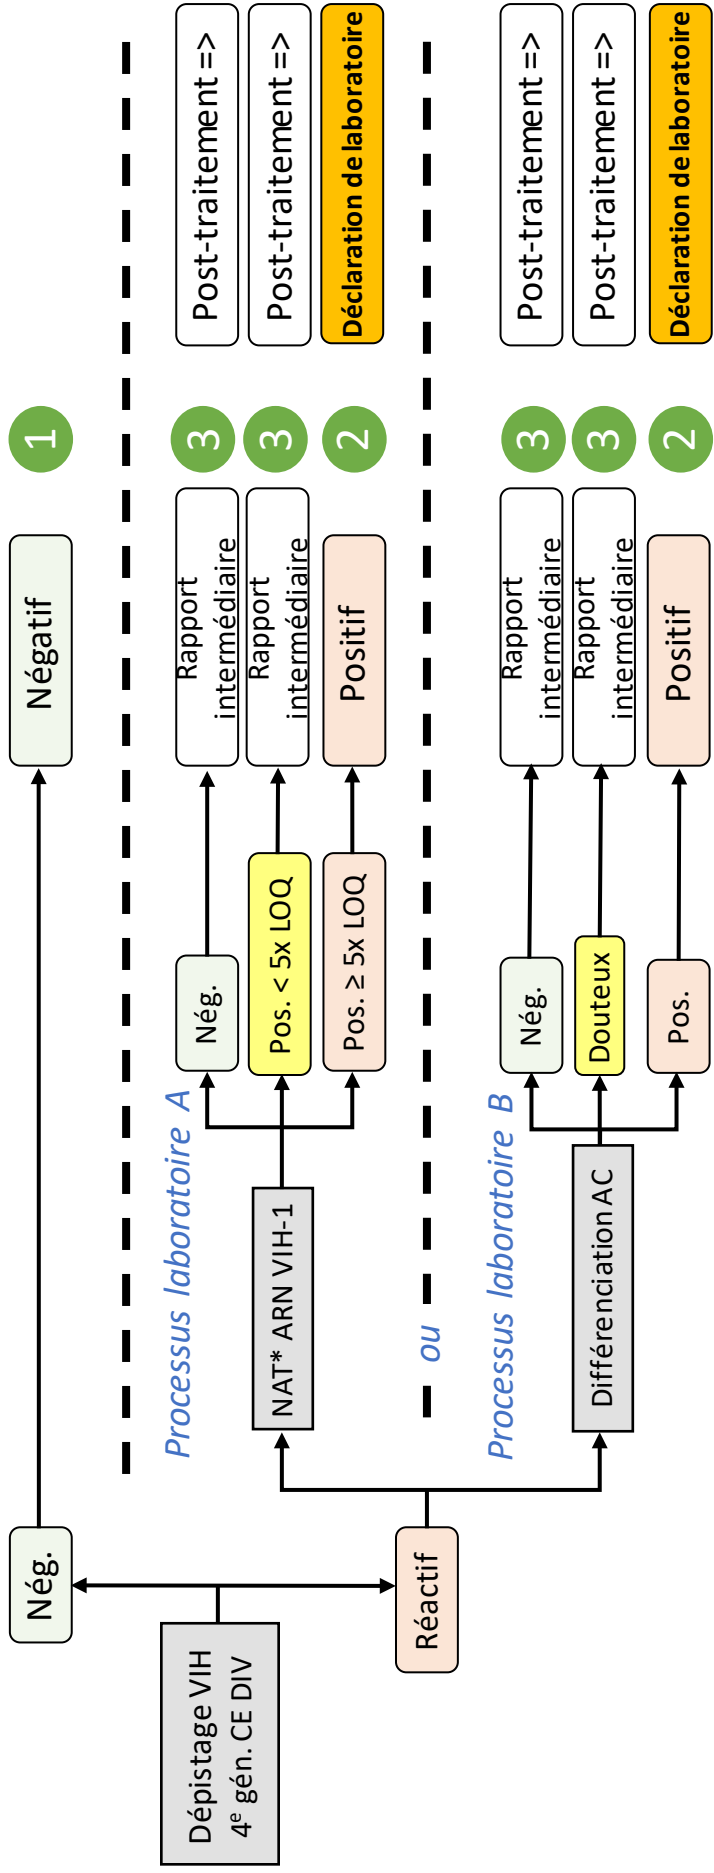 Dépistage VIH
4e gén. CE DIV
Nég.
Négatif
1
Réactif
Processus laboratoire A
NAT* ARN VIH-1
Nég.
Rapport
intermédiaire
3
Post-traitement =>
Pos. < 5x LOQ
Rapport
intermédiaire
3
Post-traitement =>
Pos. ≥ 5x LOQ
Positif
2
Déclaration de laboratoire
ou
Processus laboratoire B
Différenciation AC
Nég.
Rapport
intermédiaire
3
Post-traitement =>
Douteux
Rapport
intermédiaire
3
Post-traitement =>
Pos.
Positif
2
Déclaration de laboratoire